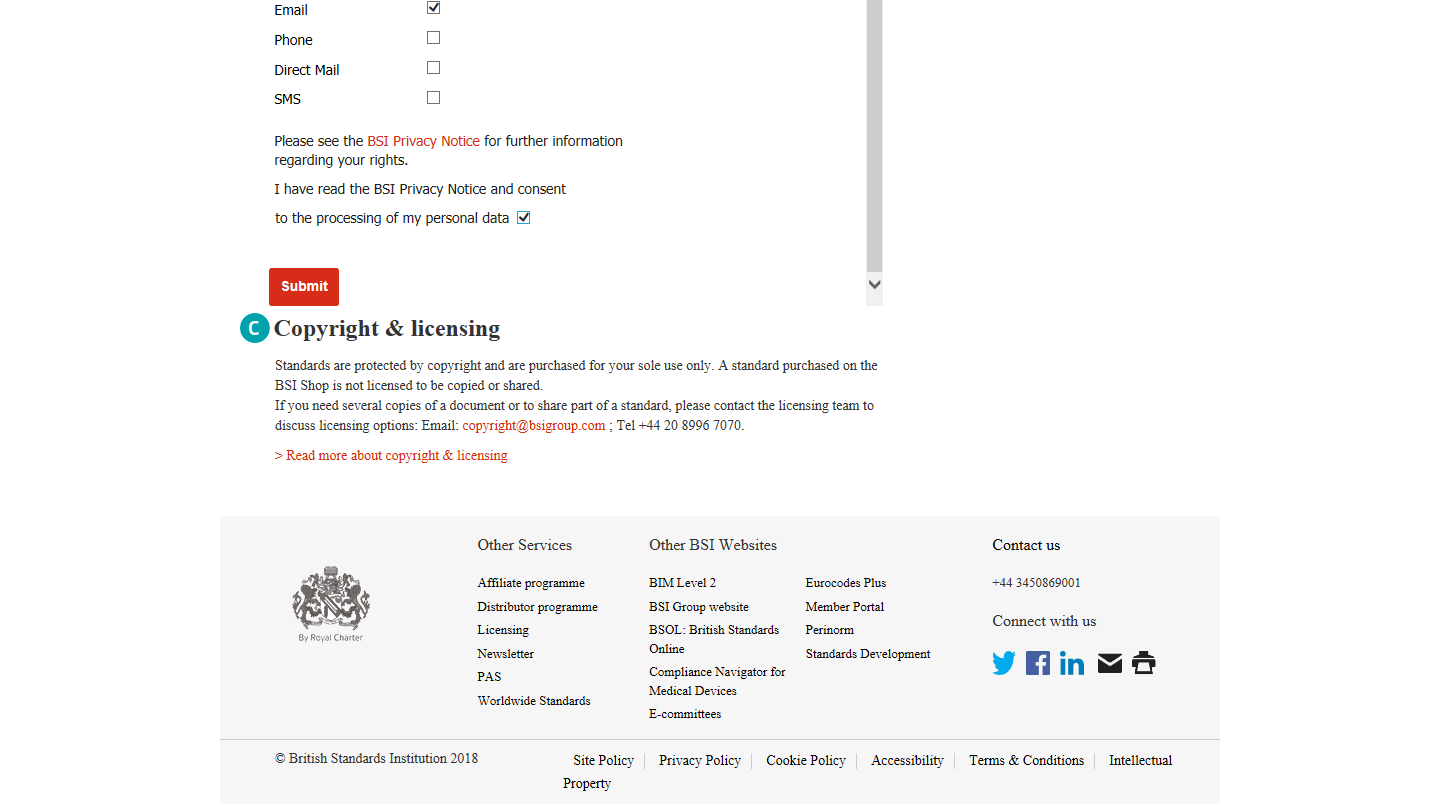 Email
Phone
Direct Mail
SMS
Please see the BSI Privacy Notice for further information
regarding your rights.
I have read the BSI Privacy Notice and consent
to the processing of my personal data
Submit
C Copyright & licensing
Standards are protected by copyright and are purchased for your sole use only. A standard purchased on the
BSI Shop is not licensed to be copied or shared.
If you need several copies of a document or to share part of a standard, please contact the licensing team to
discuss licensing options: Email: copyright@bsigroup.com ; Tel +44 20 8996 7070.
> Read more about copyright & licensing
By Royal Charter
Other Services
Affiliate programme
Distributor programme
Licensing
Newsletter
PAS
Worldwide Standards
Other BSI Websites
BIM Level 2
BSI Group website
BSOL: British Standards
Online
Compliance Navigator for
Medical Devices
E-committees
Eurocodes Plus
Member Portal
Perinorm
Standards Development
Contact us
+44 3450869001
Connect with us
© British Standards Institution 2018
Site Policy Privacy Policy Cookie Policy Accessibility Terms & Conditions Intellectual
Property